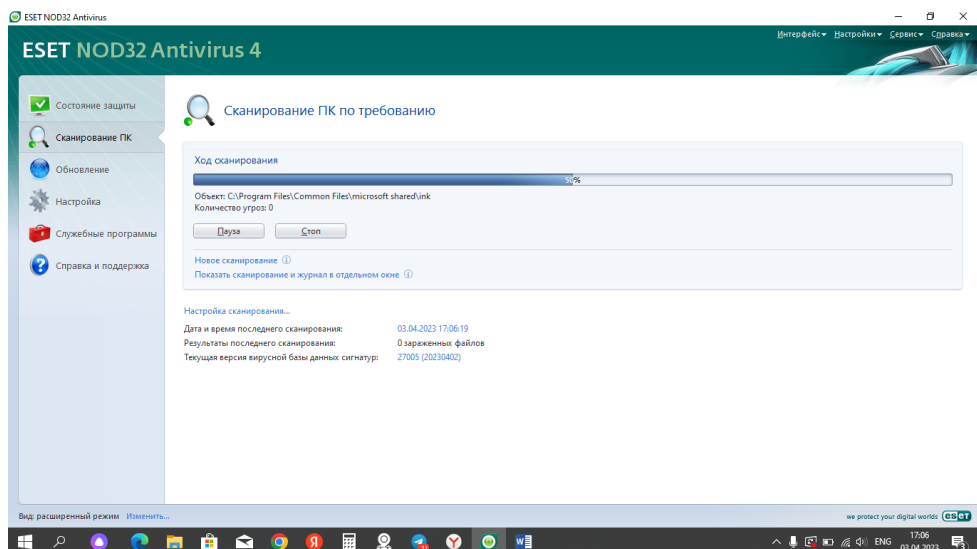 ESET NOD32 Antivirus
ESET NOD32 Antivirus 4
Интерфейс Настройки Сервис Справка
Состояние защиты
Сканирование ПК
Обновление
Настройка
Служебные программы
Справка и поддержка
Сканирование ПК по требованию
Ход сканирования
50%
Объект: C:\Program Files\Common Files\microsoft shared\ink
Количество угроз: 0
Пауза Стоп
Новое сканирование
Показать сканирование и журнал в отдельном окне
Настройка сканирования...
Дата и время последнего сканирования: 03.04.2023 17:06:19
Результаты последнего сканирования: 0 зараженных файлов
Текущая версия вирусной базы данных сигнатур: 27005 (20230402)
Вид: расширенный режим Изменить...
we protect your digital worlds eset
ENG
17:06
03.04.2023